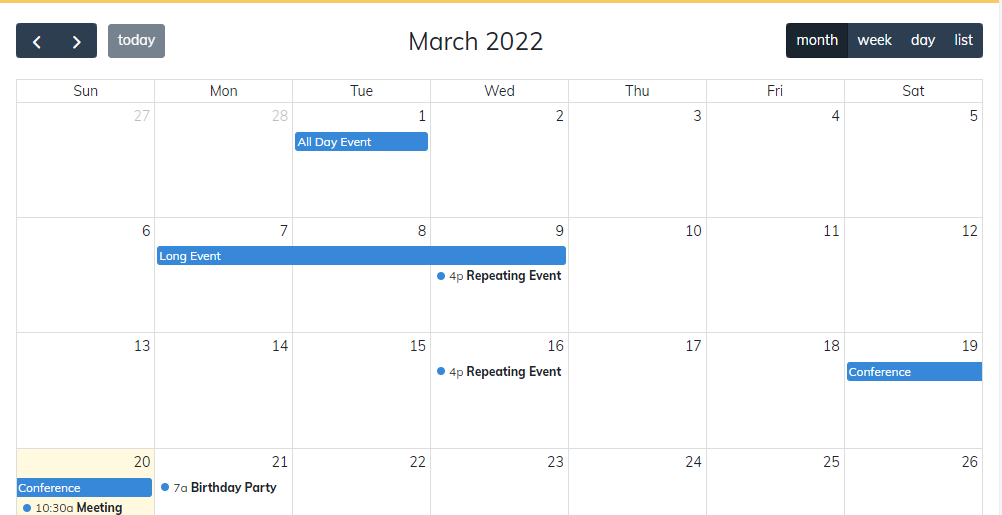 today March 2022 month week day list
Sun Mon Tue Wed Thu Fri Sat
27 28 1 2 3 4 5
All Day Event
6 7 8 9 10 11 12
Long Event
4p Repeating Event
13 14 15 16 17 18 19
4p Repeating Event Conference
20 21 22 23 24 25 26
Conference 7a Birthday Party
10:30a Meeting